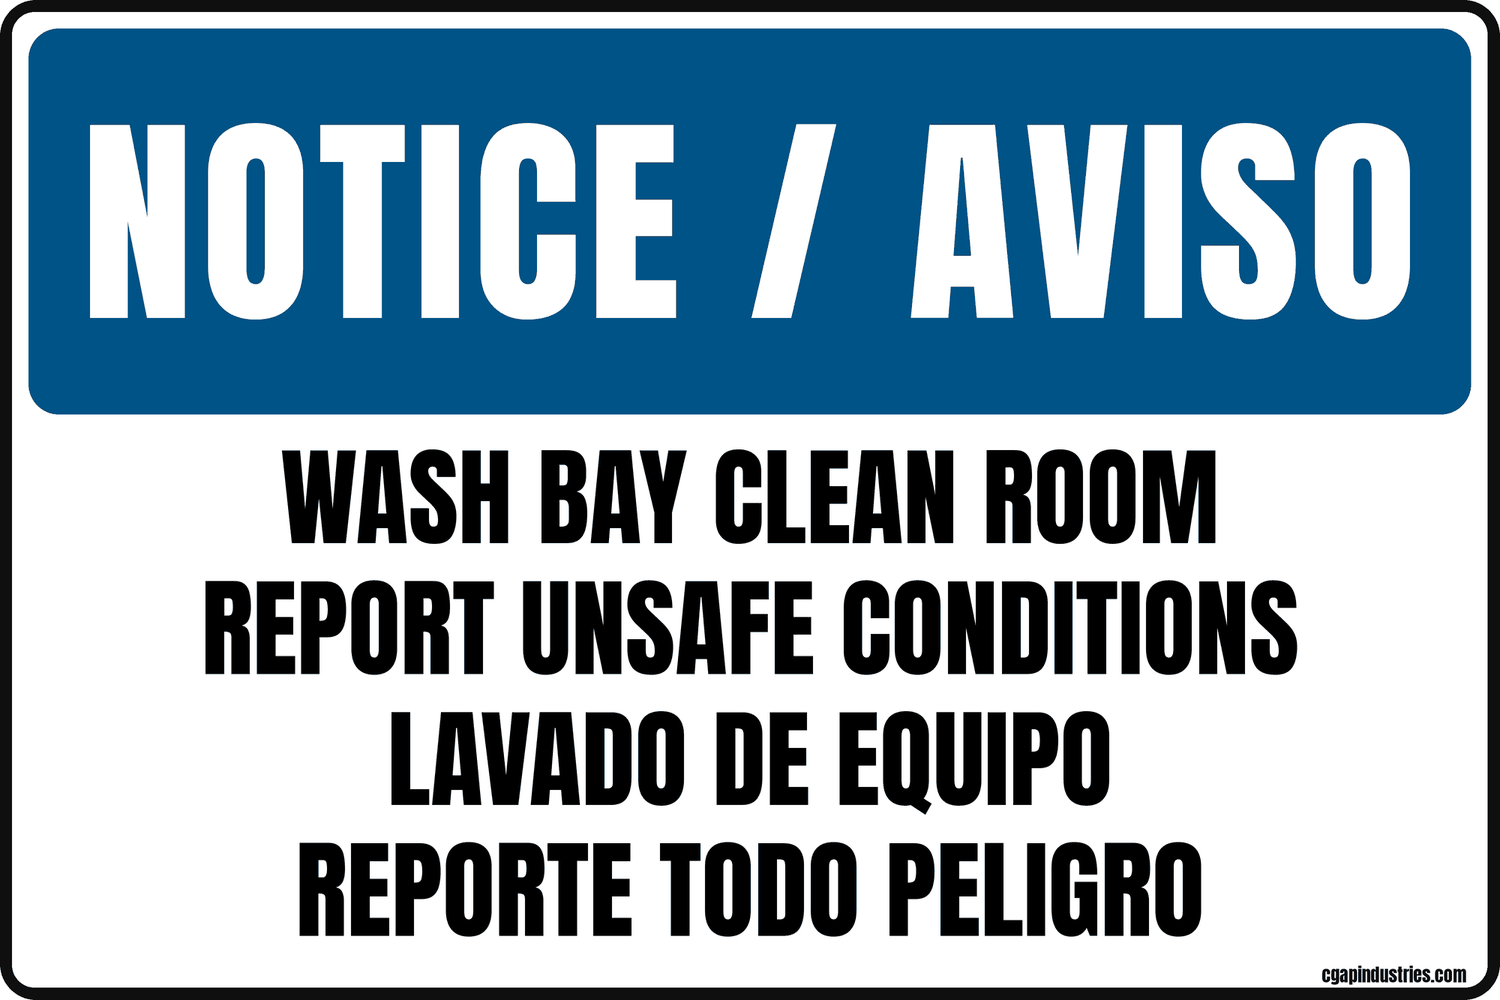 NOTICE / AVISO
WASH BAY CLEAN ROOM
REPORT UNSAFE CONDITIONS
LAVADO DE EQUIPO
REPORTE TODO PELIGRO
cgapindustries.com